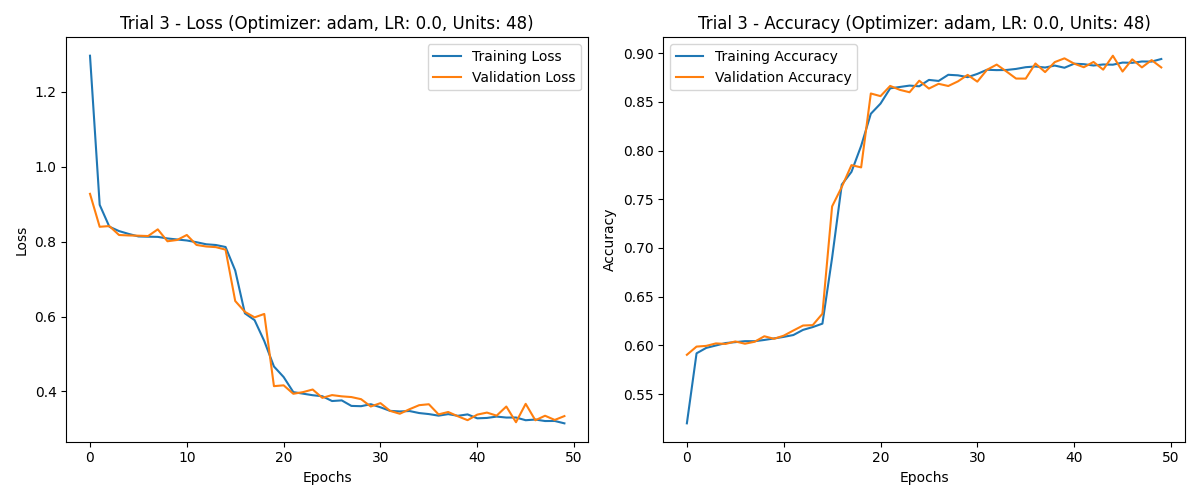 Trial 3 - Loss (Optimizer: adam, LR: 0.0, Units: 48)
Training Loss
Validation Loss
1.2
1.0
0.8
0.6
0.4
Loss
0 10 20 30 40 50
Epochs
Trial 3 - Accuracy (Optimizer: adam, LR: 0.0, Units: 48)
Training Accuracy
Validation Accuracy
0.90
0.85
0.80
0.75
0.70
0.65
0.60
0.55
Accuracy
0 10 20 30 40 50
Epochs